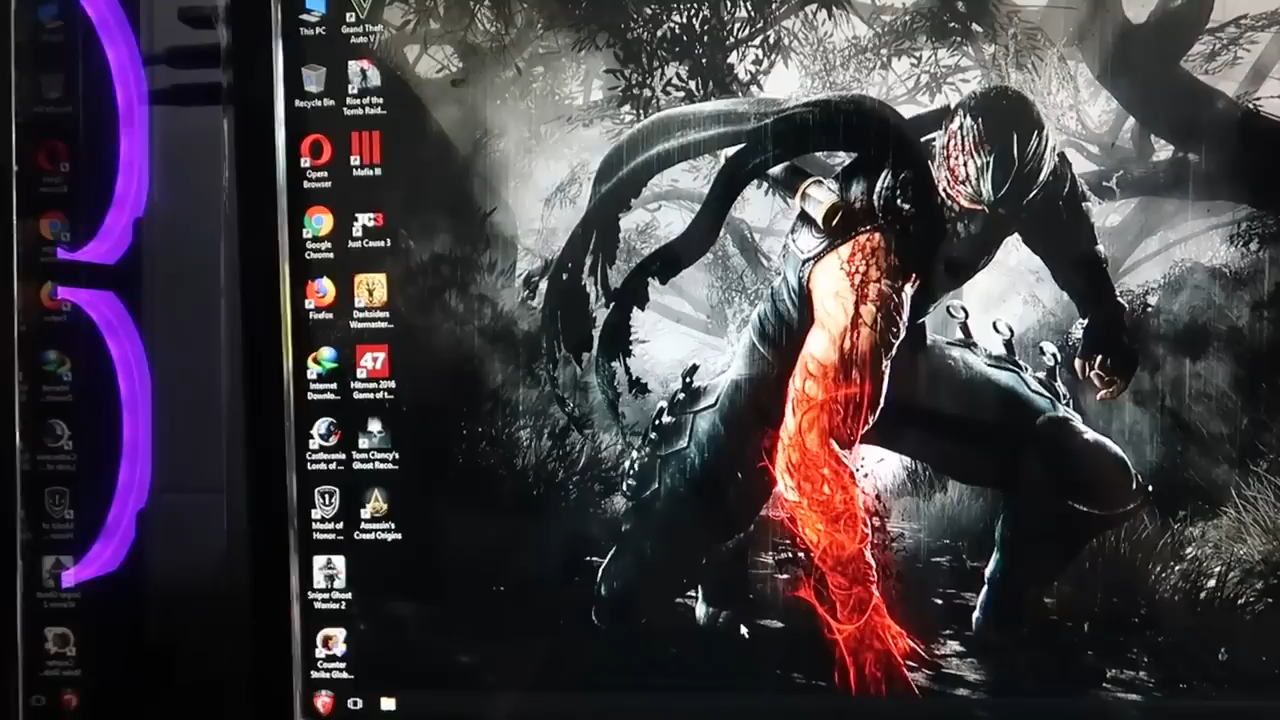 This PC
Grand Theft
Auto V
Recycle Bin
Rise of the
Tomb Raid...
Opera
Browser
Mafia III
Google
Chrome
JC3
Just Cause 3
Firefox
Darksiders
Warmaster...
Internet
Downlo...
47
Hitman 2016
Game of t...
Castlevania
Lords of ...
Tom Clancy's
Ghost Reco...
Medal of
Honor ...
Assassin's
Creed Origins
Sniper Ghost
Warrior 2
Counter
Strike Glob...